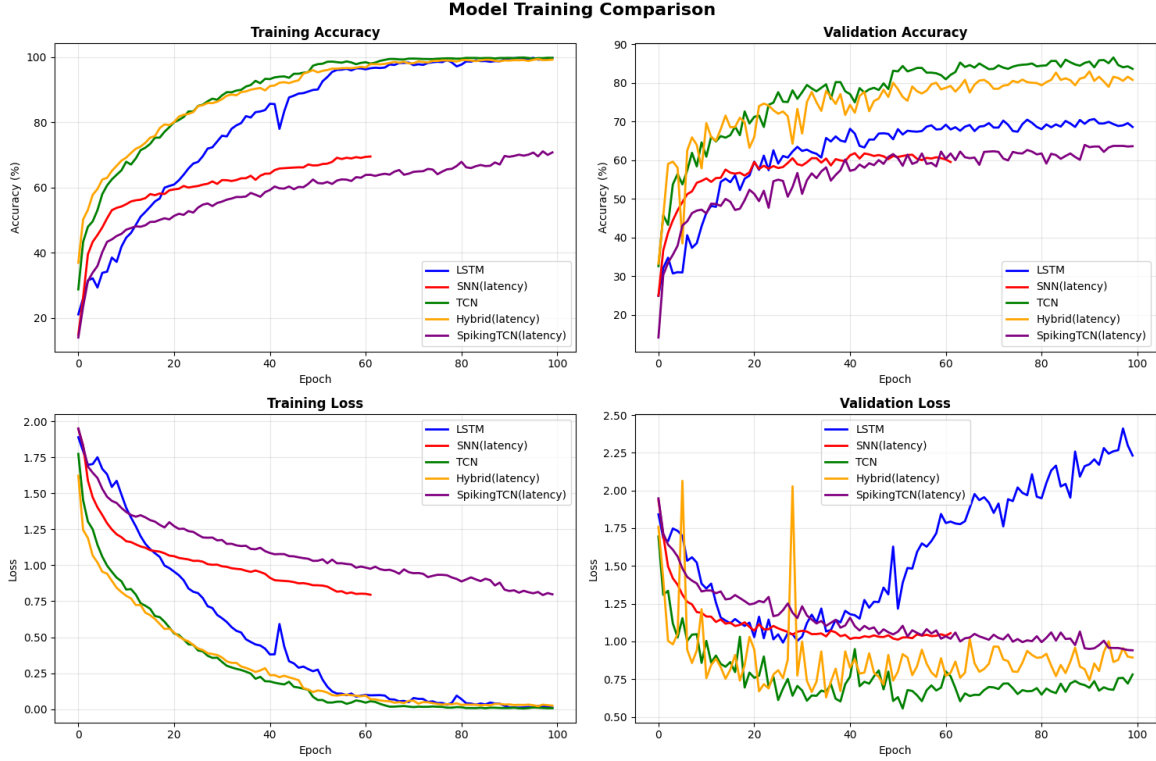 Model Training Comparison
Training Accuracy
Accuracy (%)
100
80
60
40
20
0
20
40
60
80
100
Epoch
LSTM
SNN(latency)
TCN
Hybrid(latency)
SpikingTCN(latency)
Validation Accuracy
Accuracy (%)
90
80
70
60
50
40
30
20
0
20
40
60
80
100
Epoch
LSTM
SNN(latency)
TCN
Hybrid(latency)
SpikingTCN(latency)
Training Loss
Loss
2.00
1.75
1.50
1.25
1.00
0.75
0.50
0.25
0.00
0
20
40
60
80
100
Epoch
LSTM
SNN(latency)
TCN
Hybrid(latency)
SpikingTCN(latency)
Validation Loss
Loss
2.50
2.25
2.00
1.75
1.50
1.25
1.00
0.75
0.50
0
20
40
60
80
100
Epoch
LSTM
SNN(latency)
TCN
Hybrid(latency)
SpikingTCN(latency)